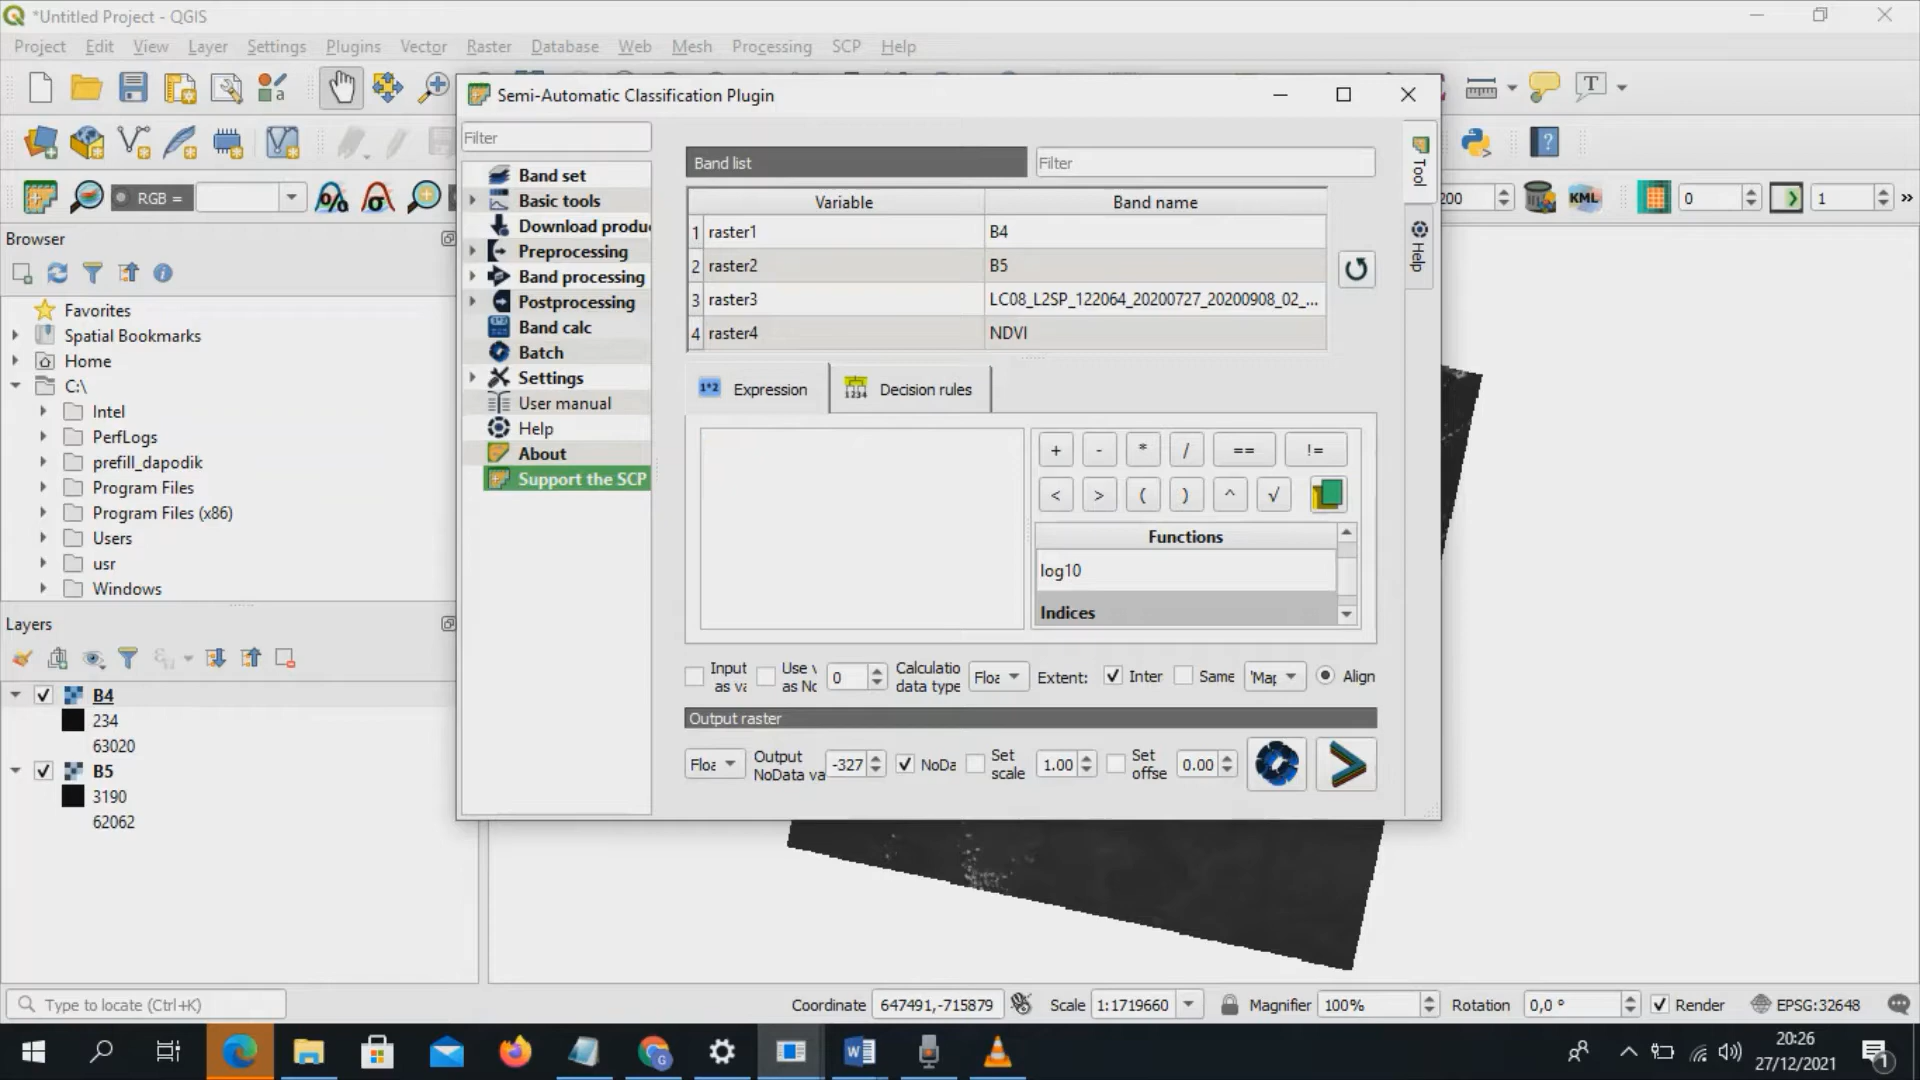 *Untitled Project - QGIS
Project Edit View Layer Settings Plugins Vector Raster Database Web Mesh Processing SCP Help
Semi-Automatic Classification Plugin
RGB =
200
KML
0
1
»
Browser
Favorites
Spatial Bookmarks
Home
C:\
Intel
PerfLogs
prefill_dapodik
Program Files
Program Files (x86)
Users
usr
Windows
Layers
B4
234
63020
B5
3190
62062
Filter
Band set
Basic tools
Download produ
Preprocessing
Band processing
Postprocessing
Band calc
Batch
Settings
User manual
Help
About
Support the SCP
Band list
Filter
Variable Band name
1 raster1 B4
2 raster2 B5
3 raster3 LC08_L2SP_122064_20200727_20200908_02_...
4 raster4 NDVI
Tool
Help
Expression
Decision rules
+ - * / == !=
< > ( ) ^ √
Functions
log10
Indices
Input as va
Use v as No
0
Calculatio data type
Floa
Extent:
Inter
Same
'Map
Align
Output raster
Floa
Output NoData va
-327
NoDa
Set scale
1.00
Set offse
0.00
Type to locate (Ctrl+K)
Coordinate 647491,-715879
Scale 1:1719660
Magnifier 100%
Rotation 0,0 °
Render
EPSG:32648
20:26
27/12/2021
1